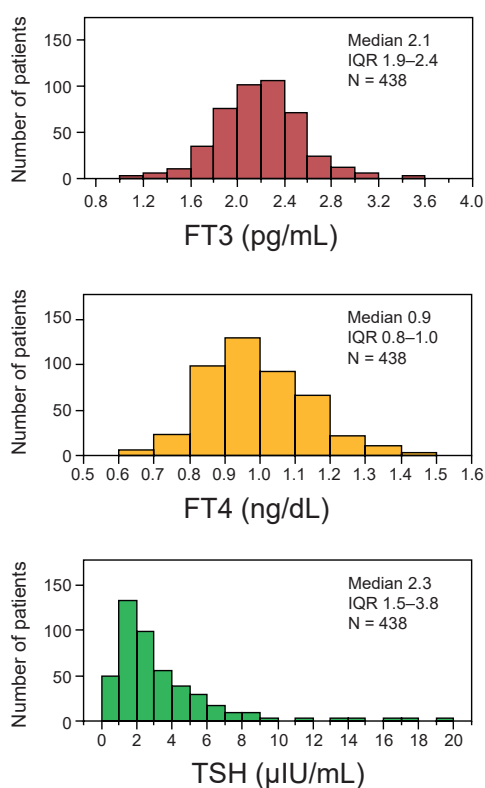 Number of patients
150
100
50
0
Median 2.1
IQR 1.9–2.4
N = 438
0.8 1.2 1.6 2.0 2.4 2.8 3.2 3.6 4.0
FT3 (pg/mL)
Number of patients
150
100
50
0
Median 0.9
IQR 0.8–1.0
N = 438
0.5 0.6 0.7 0.8 0.9 1.0 1.1 1.2 1.3 1.4 1.5 1.6
FT4 (ng/dL)
Number of patients
150
100
50
0
Median 2.3
IQR 1.5–3.8
N = 438
0 2 4 6 8 10 12 14 16 18 20
TSH (μIU/mL)